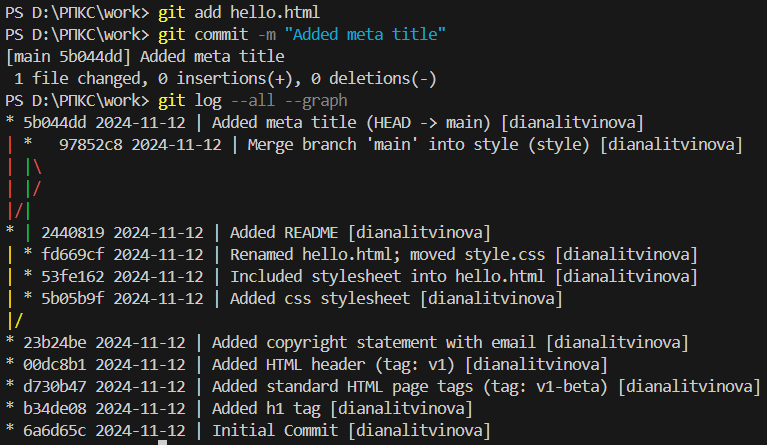 PS D:\РПКС\work> git add hello.html
PS D:\РПКС\work> git commit -m "Added meta title"
[main 5b044dd] Added meta title
 1 file changed, 0 insertions(+), 0 deletions(-)
PS D:\РПКС\work> git log --all --graph
* 5b044dd 2024-11-12 | Added meta title (HEAD -> main) [dianalitvinova]
| *   97852c8 2024-11-12 | Merge branch 'main' into style (style) [dianalitvinova]
| |\
| |/
|/|
* | 2440819 2024-11-12 | Added README [dianalitvinova]
| * fd669cf 2024-11-12 | Renamed hello.html; moved style.css [dianalitvinova]
| * 53fe162 2024-11-12 | Included stylesheet into hello.html [dianalitvinova]
| * 5b05b9f 2024-11-12 | Added css stylesheet [dianalitvinova]
|/
* 23b24be 2024-11-12 | Added copyright statement with email [dianalitvinova]
* 00dc8b1 2024-11-12 | Added HTML header (tag: v1) [dianalitvinova]
* d730b47 2024-11-12 | Added standard HTML page tags (tag: v1-beta) [dianalitvinova]
* b34de08 2024-11-12 | Added h1 tag [dianalitvinova]
* 6a6d65c 2024-11-12 | Initial Commit [dianalitvinova]